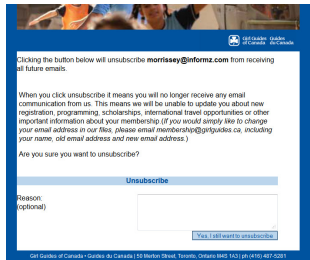 Girl Guides Guides
of Canada du Canada
Clicking the button below will unsubscribe morrissey@informz.com from receiving
all future emails.
When you click unsubscribe it means you will no longer receive any email
communication from us. This means we will be unable to update you about new
registration, programming, scholarships, international travel opportunities or other
important information about your membership (if you would simply like to change
your email address in our files, please email membership@girlguides.ca, including
your name, old email address and new email address.)
Are you sure you want to unsubscribe?
Unsubscribe
Reason:
(optional)
Yes, I still want to unsubscribe
Girl Guides of Canada • Guides du Canada | 50 Merton Street, Toronto, Ontario M4S 1A3 | ph (416) 487-5281